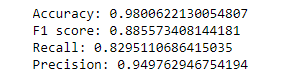 Accuracy: 0.9800622130054807
F1 score: 0.885573408144181
Recall: 0.8295110686415035
Precision: 0.949762946754194